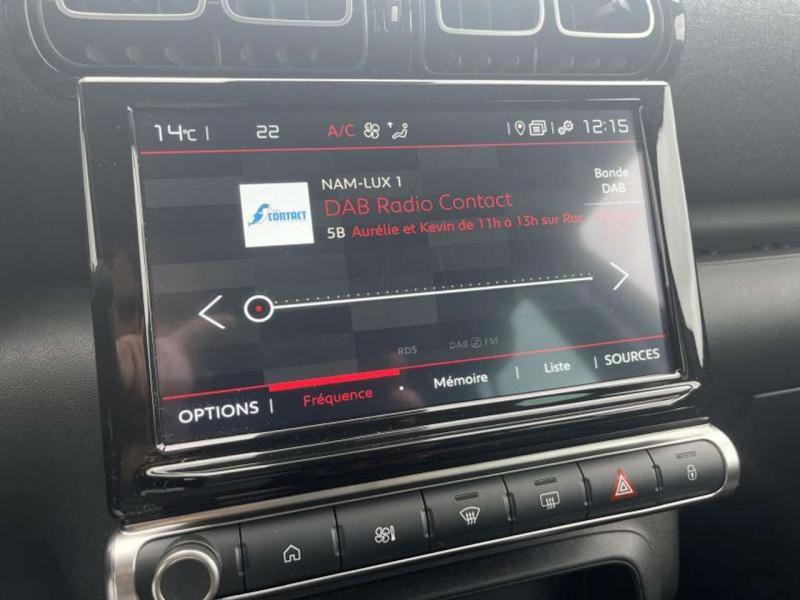 14°C | 22 A/C | | 12:15
NAM-LUX 1
DAB Radio Contact
5B Aurélie et Kevin de 11h à 13h sur Rac
CONTACT
Bande
DAB
RDS DAB FM
OPTIONS | Fréquence Mémoire | Liste | SOURCES